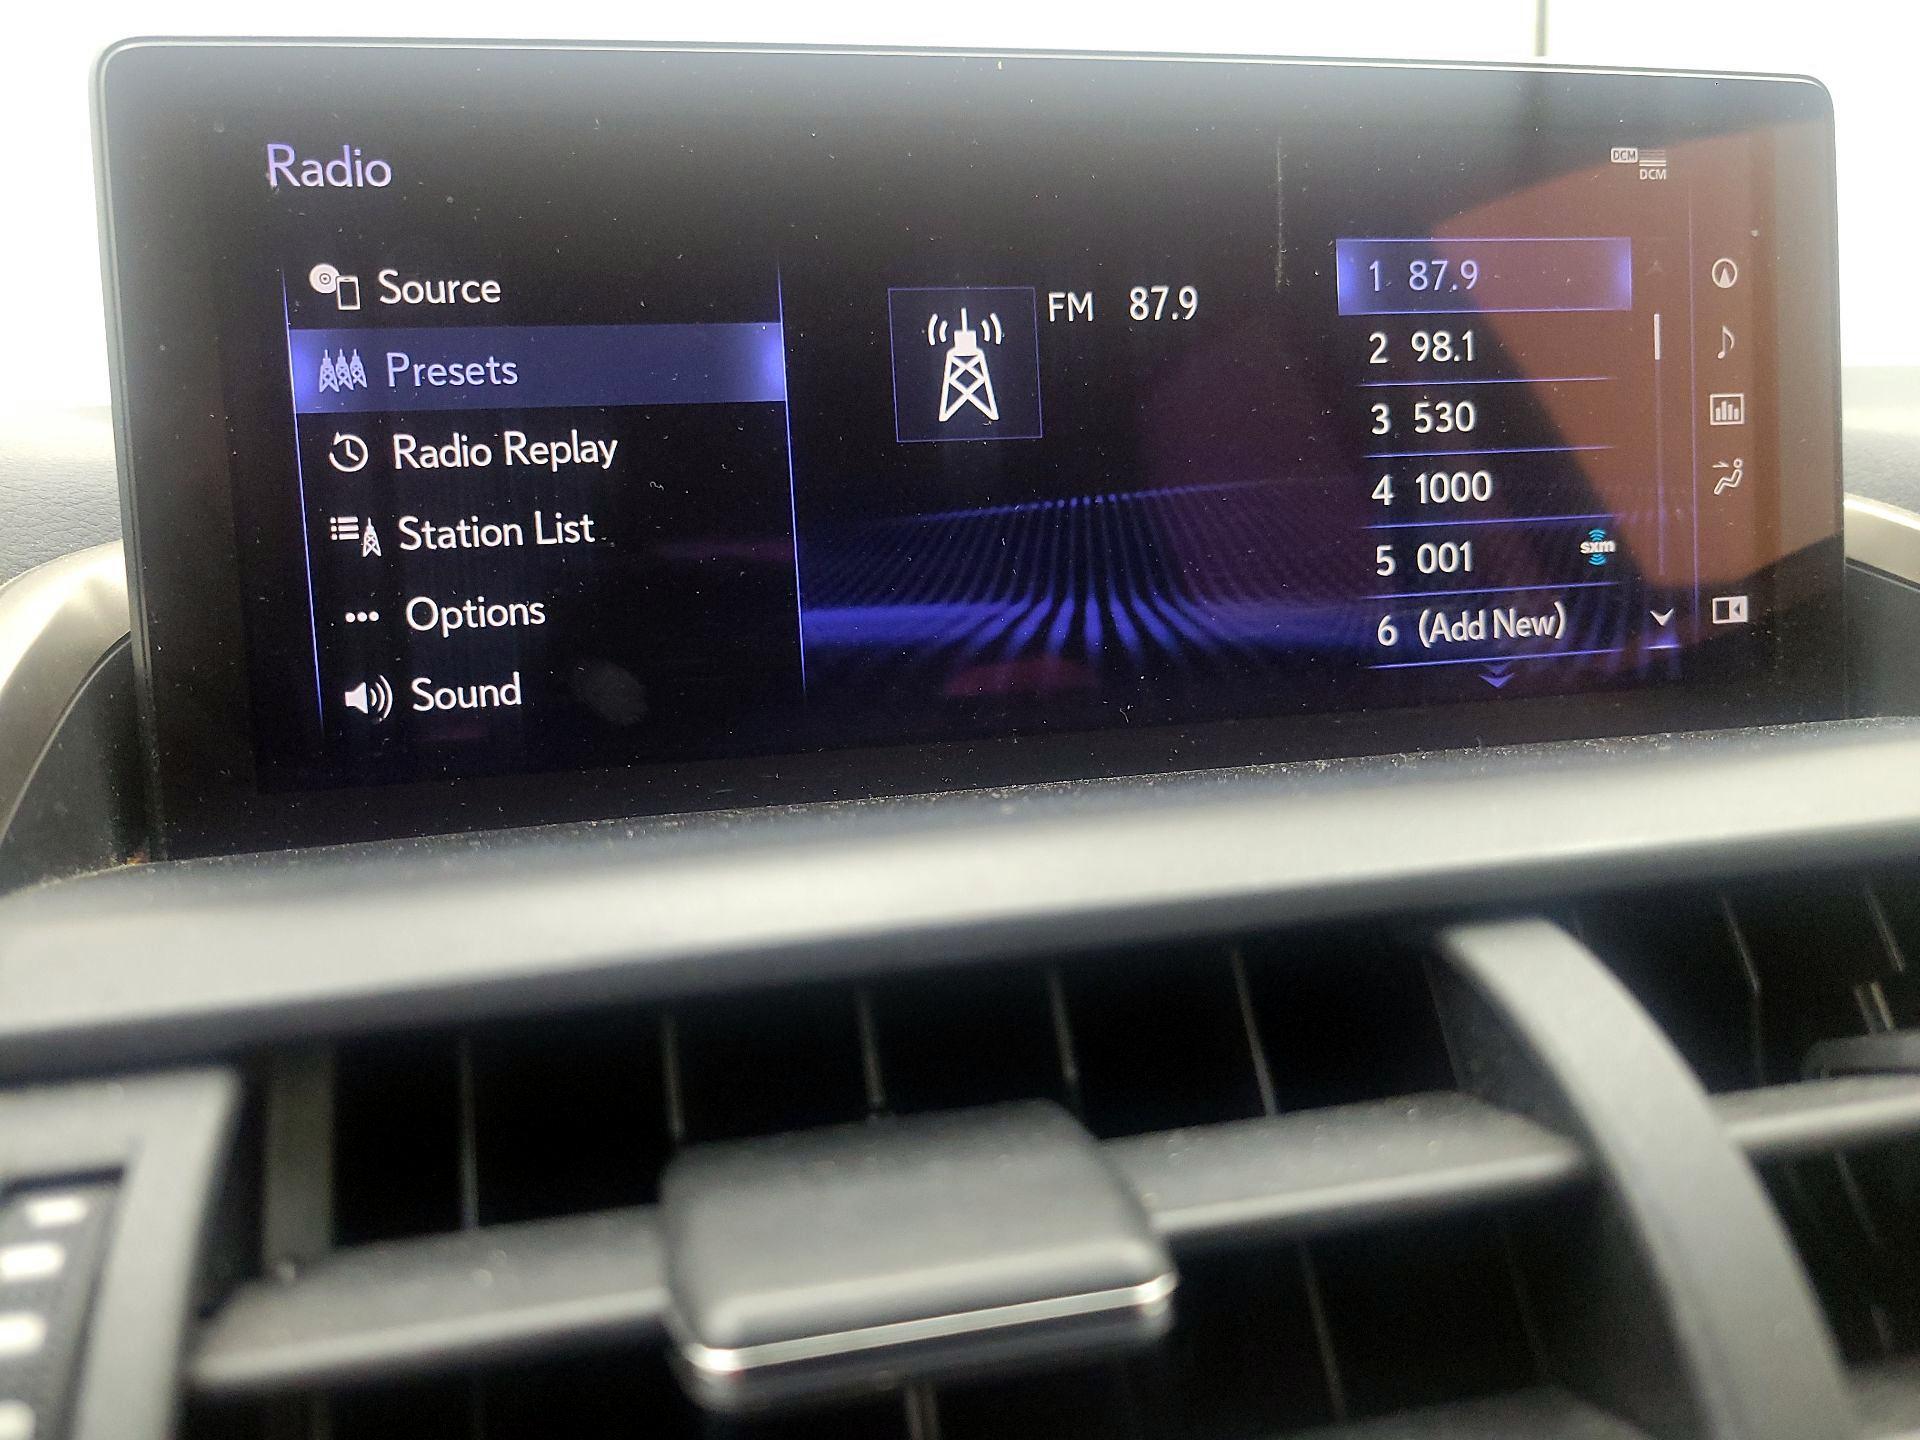 Radio
DCM
DCM
Source
Presets
Radio Replay
Station List
Options
Sound
FM 87.9
1 87.9
2 98.1
3 530
4 1000
5 001 sxm
6 (Add New)